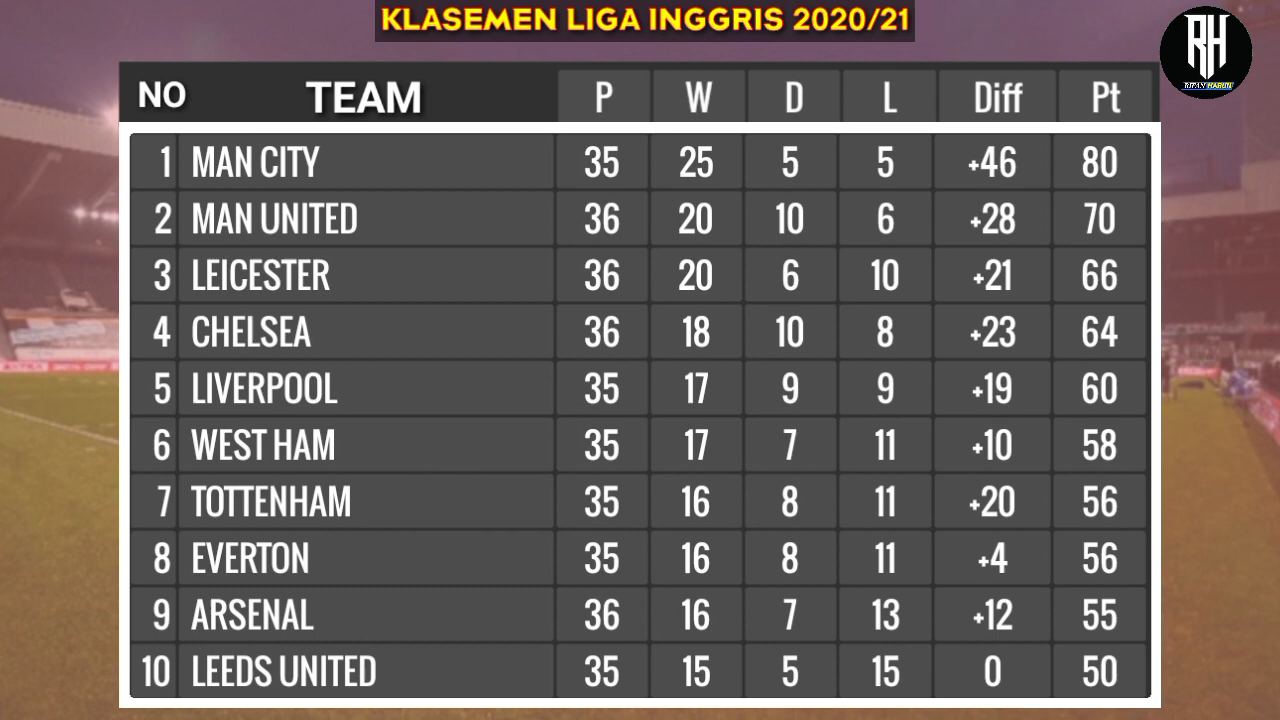 KLASEMEN LIGA INGGRIS 2020/21
RH
NO TEAM P W D L Diff Pt
1 MAN CITY 35 25 5 5 +46 80
2 MAN UNITED 36 20 10 6 +28 70
3 LEICESTER 36 20 6 10 +21 66
4 CHELSEA 36 18 10 8 +23 64
5 LIVERPOOL 35 17 9 9 +19 60
6 WEST HAM 35 17 7 11 +10 58
7 TOTTENHAM 35 16 8 11 +20 56
8 EVERTON 35 16 8 11 +4 56
9 ARSENAL 36 16 7 13 +12 55
10 LEEDS UNITED 35 15 5 15 0 50